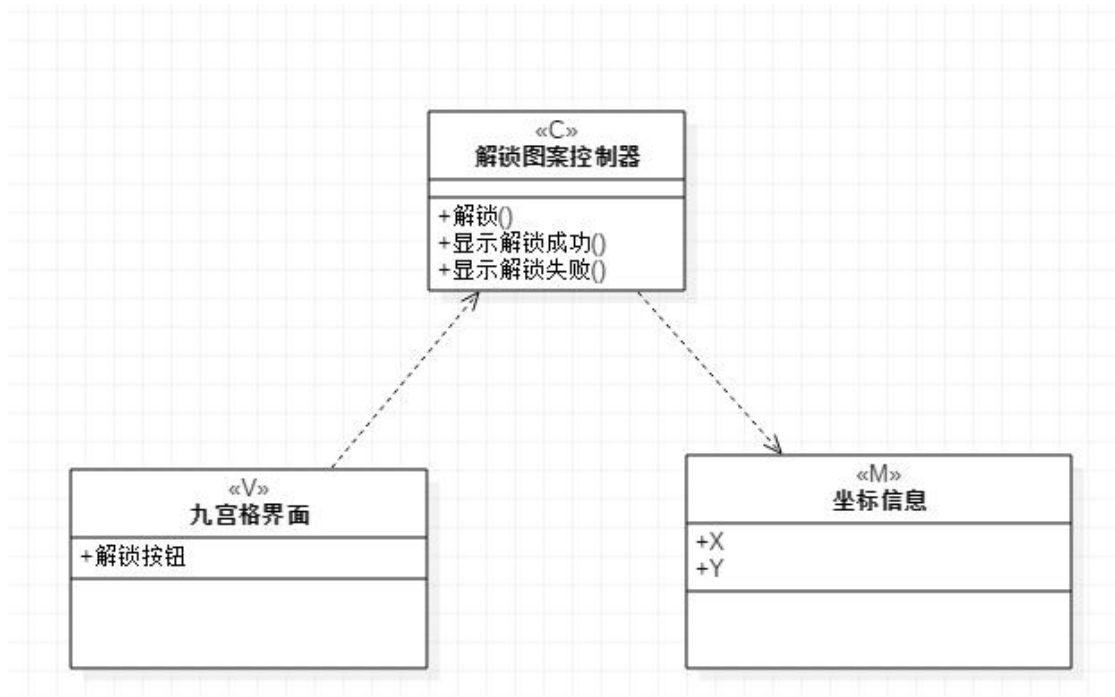 «C»
解锁图案控制器
+解锁()
+显示解锁成功()
+显示解锁失败()
«V»
九宫格界面
+解锁按钮
«M»
坐标信息
+X
+Y